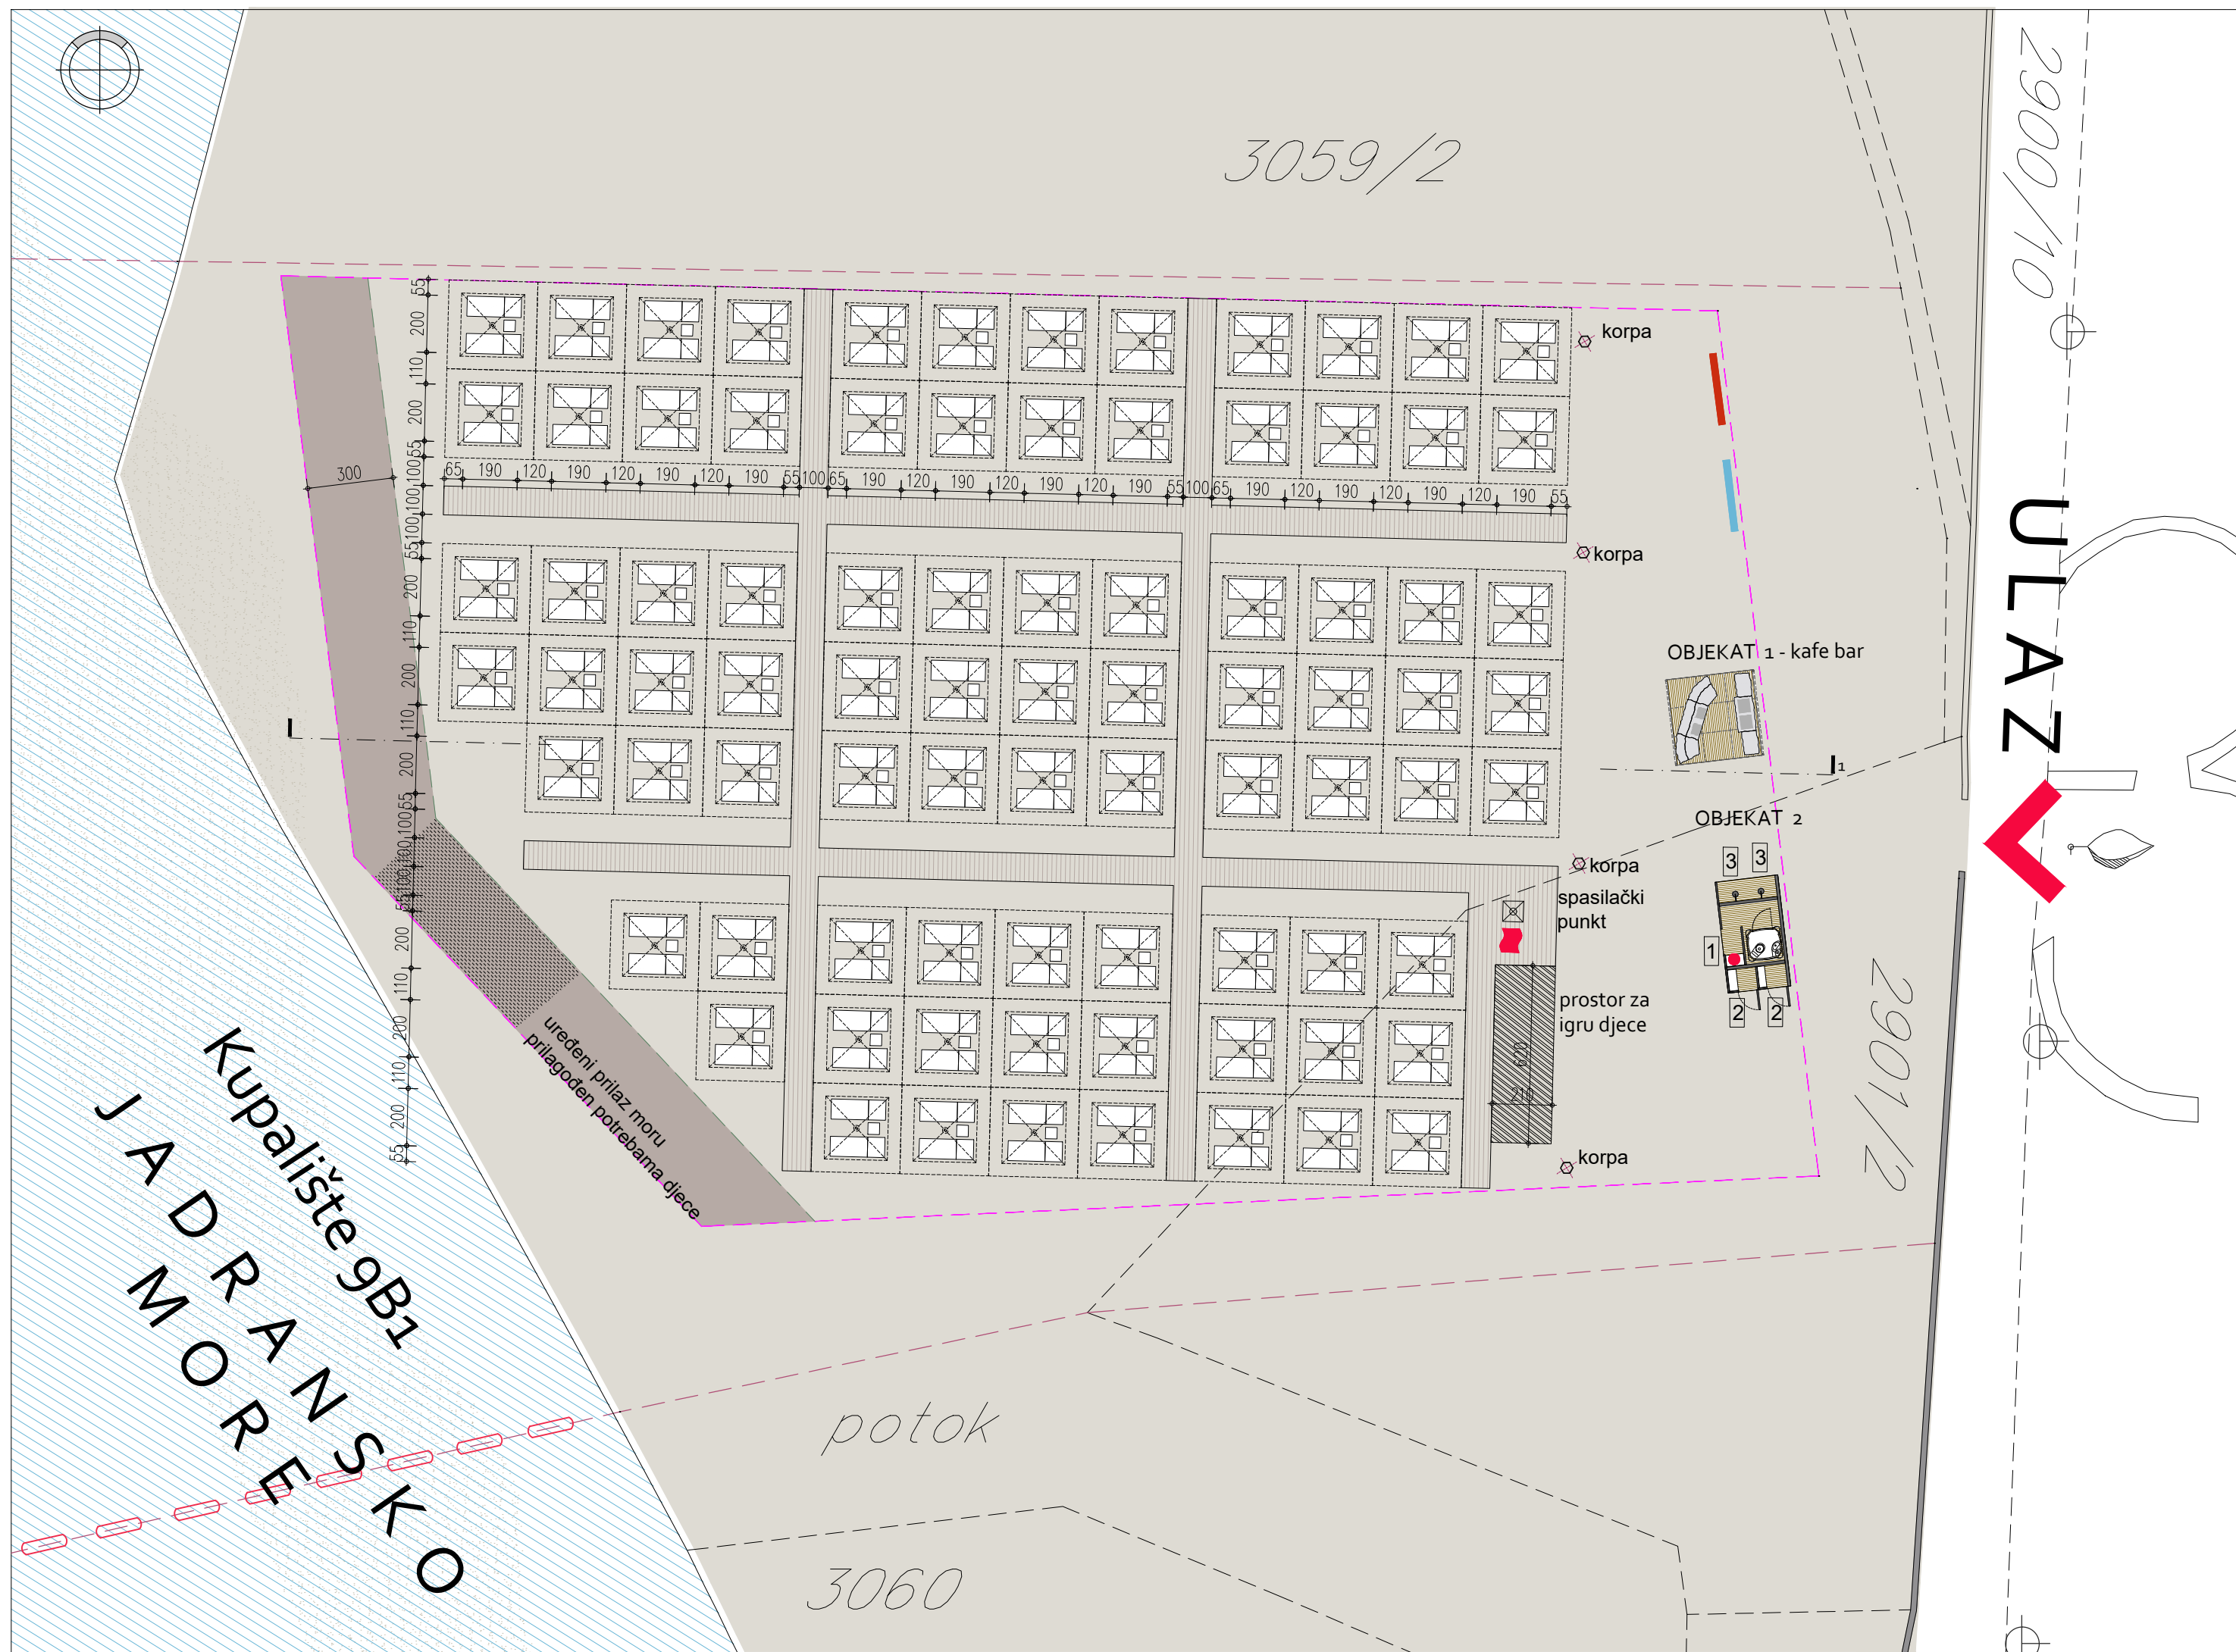 3059/2
2900/10
korpa
55
200
110
200
55
100
100
55
200
110
200
110
200
55
100
100
100
55
200
110
200
110
200
55
300
65 190 120 190 120 190 120 190 55 100 65 190 120 190 120 190 120 190 55 100 65 190 120 190 120 190 120 190 55
korpa
ULAZ
OBJEKAT 1 - kafe bar
I
I1
OBJEKAT 2
3 3
1
2 2
korpa
spasilački
punkt
prostor za
igru djece
620
210
2901/2
korpa
uređeni prilaz moru
prilagođen potrebama djece
Kupalište 9B1
JADRANSKO
MORE
potok
3060